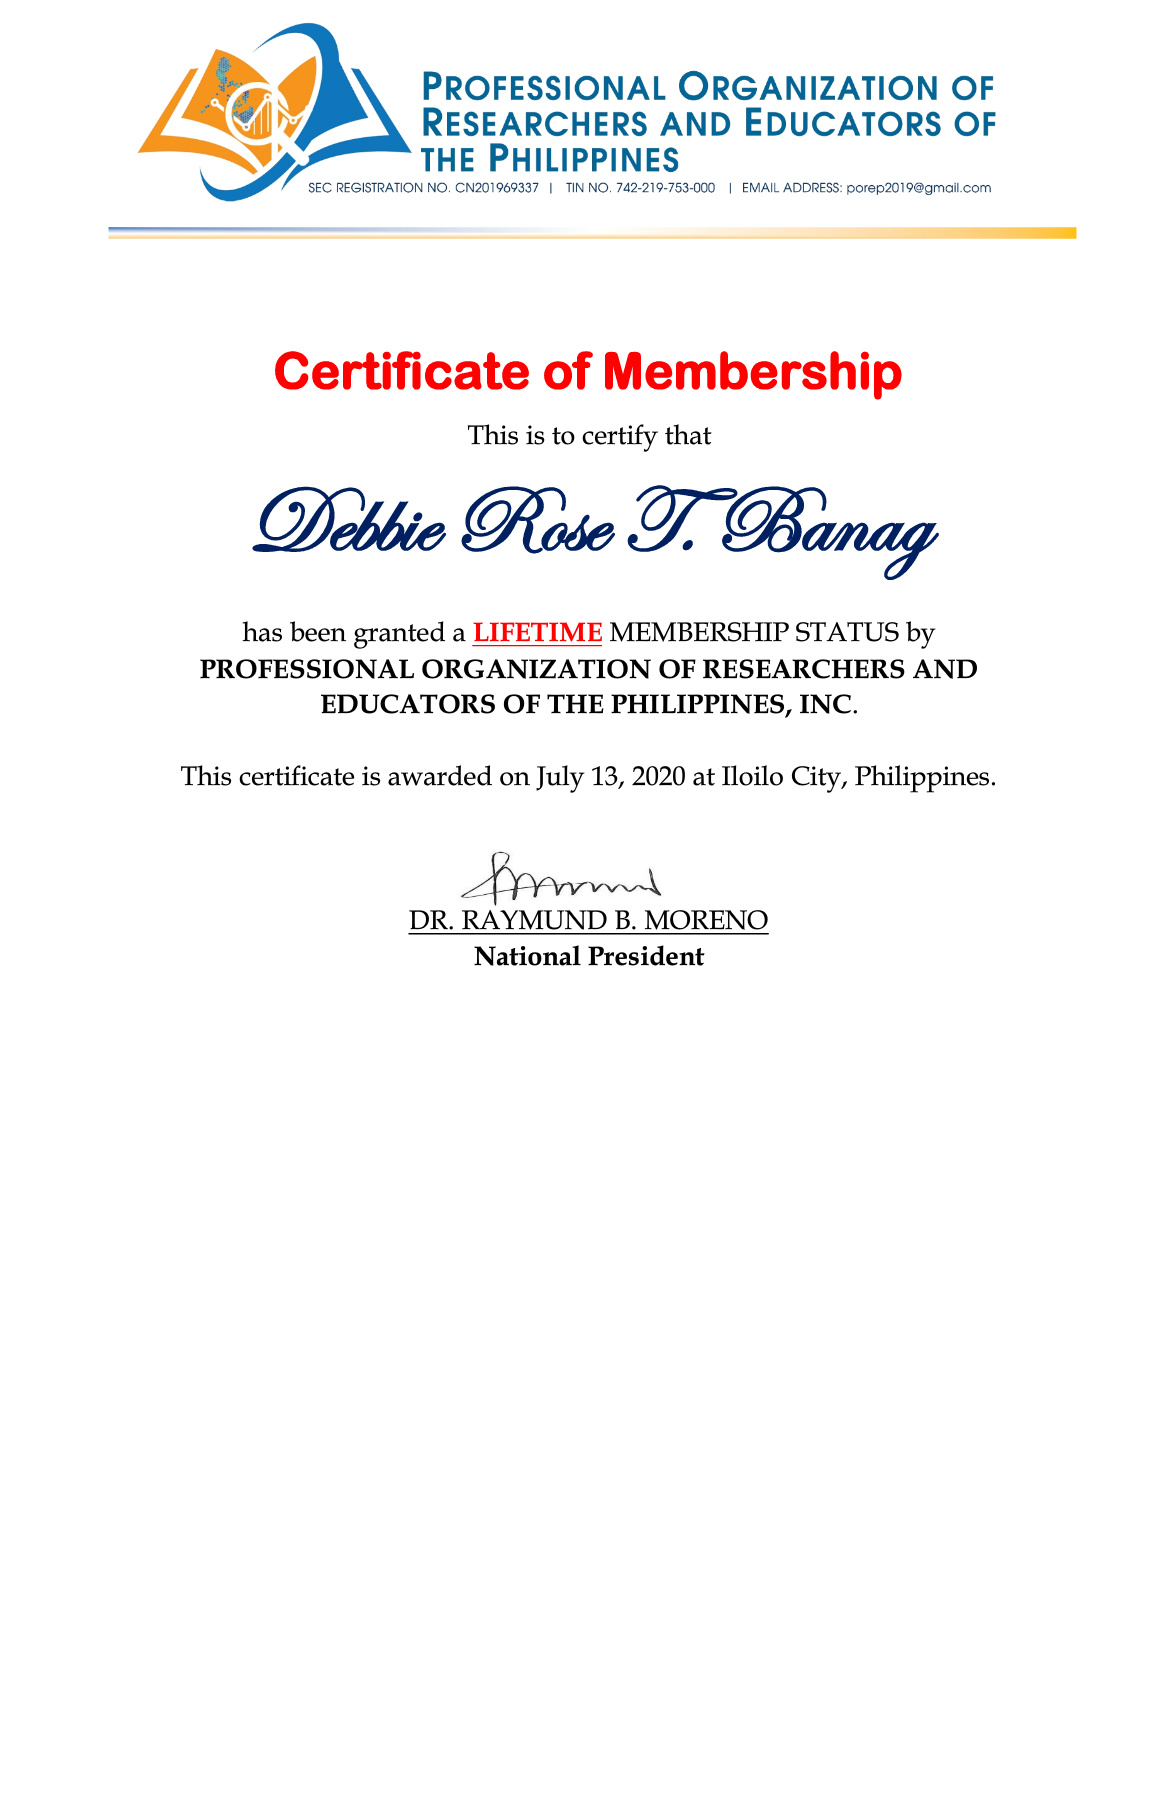 PROFESSIONAL ORGANIZATION OF
RESEARCHERS AND EDUCATORS OF
THE PHILIPPINES
SEC REGISTRATION NO. CN201969337 | TIN NO. 742-219-753-000 | EMAIL ADDRESS: porep2019@gmail.com
Certificate of Membership
This is to certify that
Debbie Rose T. Banag
has been granted a LIFETIME MEMBERSHIP STATUS by
PROFESSIONAL ORGANIZATION OF RESEARCHERS AND
EDUCATORS OF THE PHILIPPINES, INC.
This certificate is awarded on July 13, 2020 at Iloilo City, Philippines.
DR. RAYMUND B. MORENO
National President